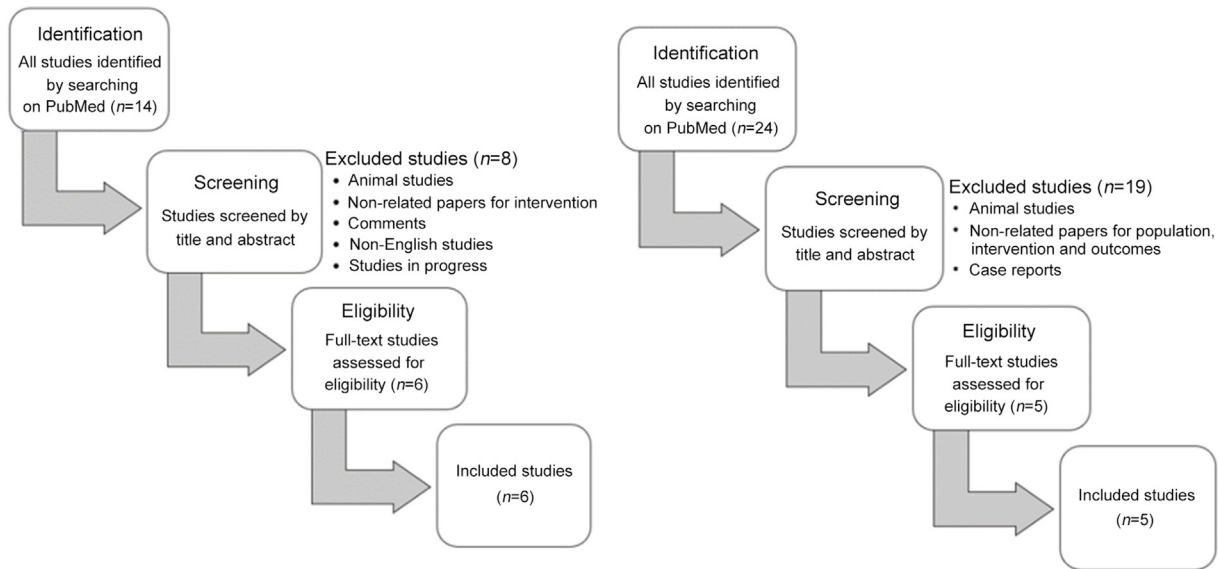 Identification
All studies identified
by searching
on PubMed (n=14)
Screening
Studies screened by
title and abstract
Excluded studies (n=8)
• Animal studies
• Non-related papers for intervention
• Comments
• Non-English studies
• Studies in progress
Eligibility
Full-text studies
assessed for
eligibility (n=6)
Included studies
(n=6)
Identification
All studies identified
by searching
on PubMed (n=24)
Screening
Studies screened by
title and abstract
Excluded studies (n=19)
• Animal studies
• Non-related papers for population,
intervention and outcomes
• Case reports
Eligibility
Full-text studies
assessed for
eligibility (n=5)
Included studies
(n=5)